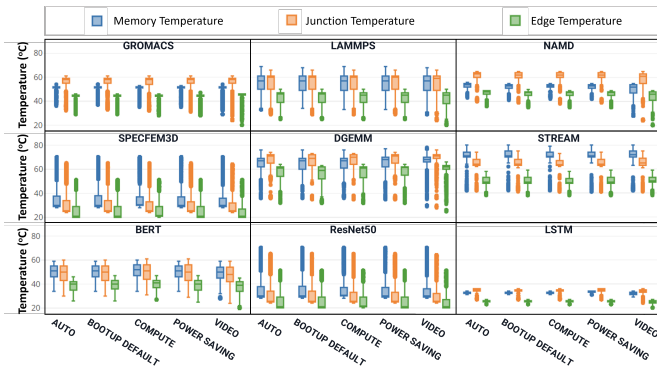 Memory Temperature Junction Temperature Edge Temperature
GROMACS LAMMPS NAMD
Temperature (°C)
80
60
40
20
SPECFEM3D DGEMM STREAM
Temperature (°C)
80
60
40
20
BERT ResNet50 LSTM
Temperature (°C)
80
60
40
20
AUTO BOOTUP DEFAULT COMPUTE POWER SAVING VIDEO AUTO BOOTUP DEFAULT COMPUTE POWER SAVING VIDEO AUTO BOOTUP DEFAULT COMPUTE POWER SAVING VIDEO